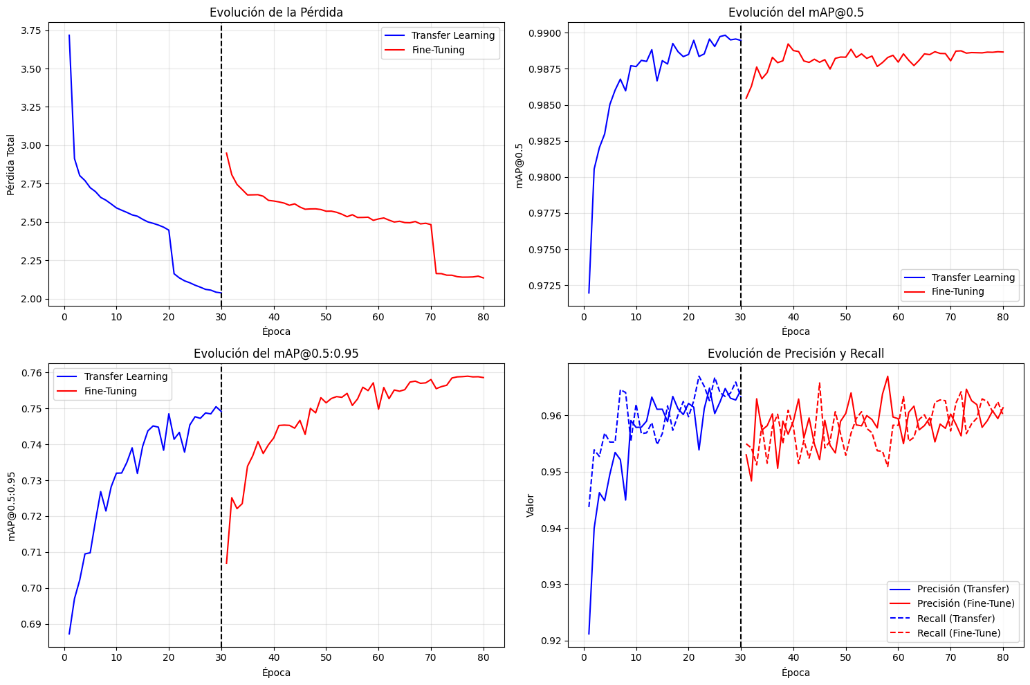 Evolución de la Pérdida
Pérdida Total
3.75
3.50
3.25
3.00
2.75
2.50
2.25
2.00
Transfer Learning
Fine-Tuning
0 10 20 30 40 50 60 70 80
Época
Evolución del mAP@0.5
mAP@0.5
0.9900
0.9875
0.9850
0.9825
0.9800
0.9775
0.9750
0.9725
Transfer Learning
Fine-Tuning
0 10 20 30 40 50 60 70 80
Época
Evolución del mAP@0.5:0.95
mAP@0.5:0.95
0.76
0.75
0.74
0.73
0.72
0.71
0.70
0.69
Transfer Learning
Fine-Tuning
0 10 20 30 40 50 60 70 80
Época
Evolución de Precisión y Recall
Valor
0.96
0.95
0.94
0.93
0.92
Precisión (Transfer)
Precisión (Fine-Tune)
Recall (Transfer)
Recall (Fine-Tune)
0 10 20 30 40 50 60 70 80
Época